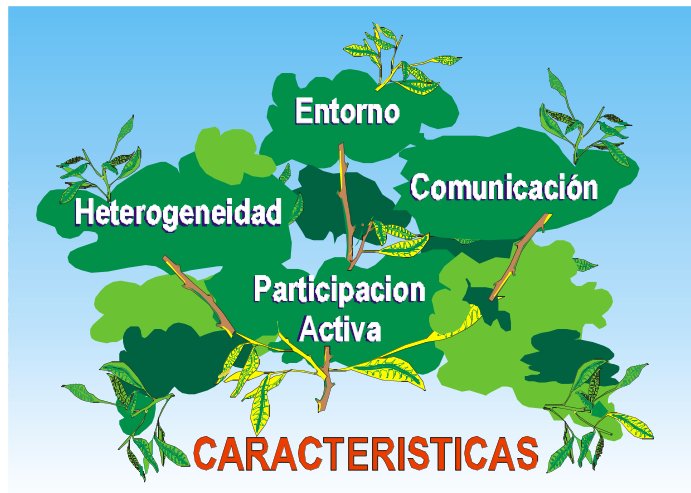 Entorno
Comunicación
Heterogeneidad
Participacion
Activa
CARACTERISTICAS